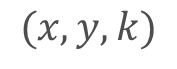 (x, y, k)